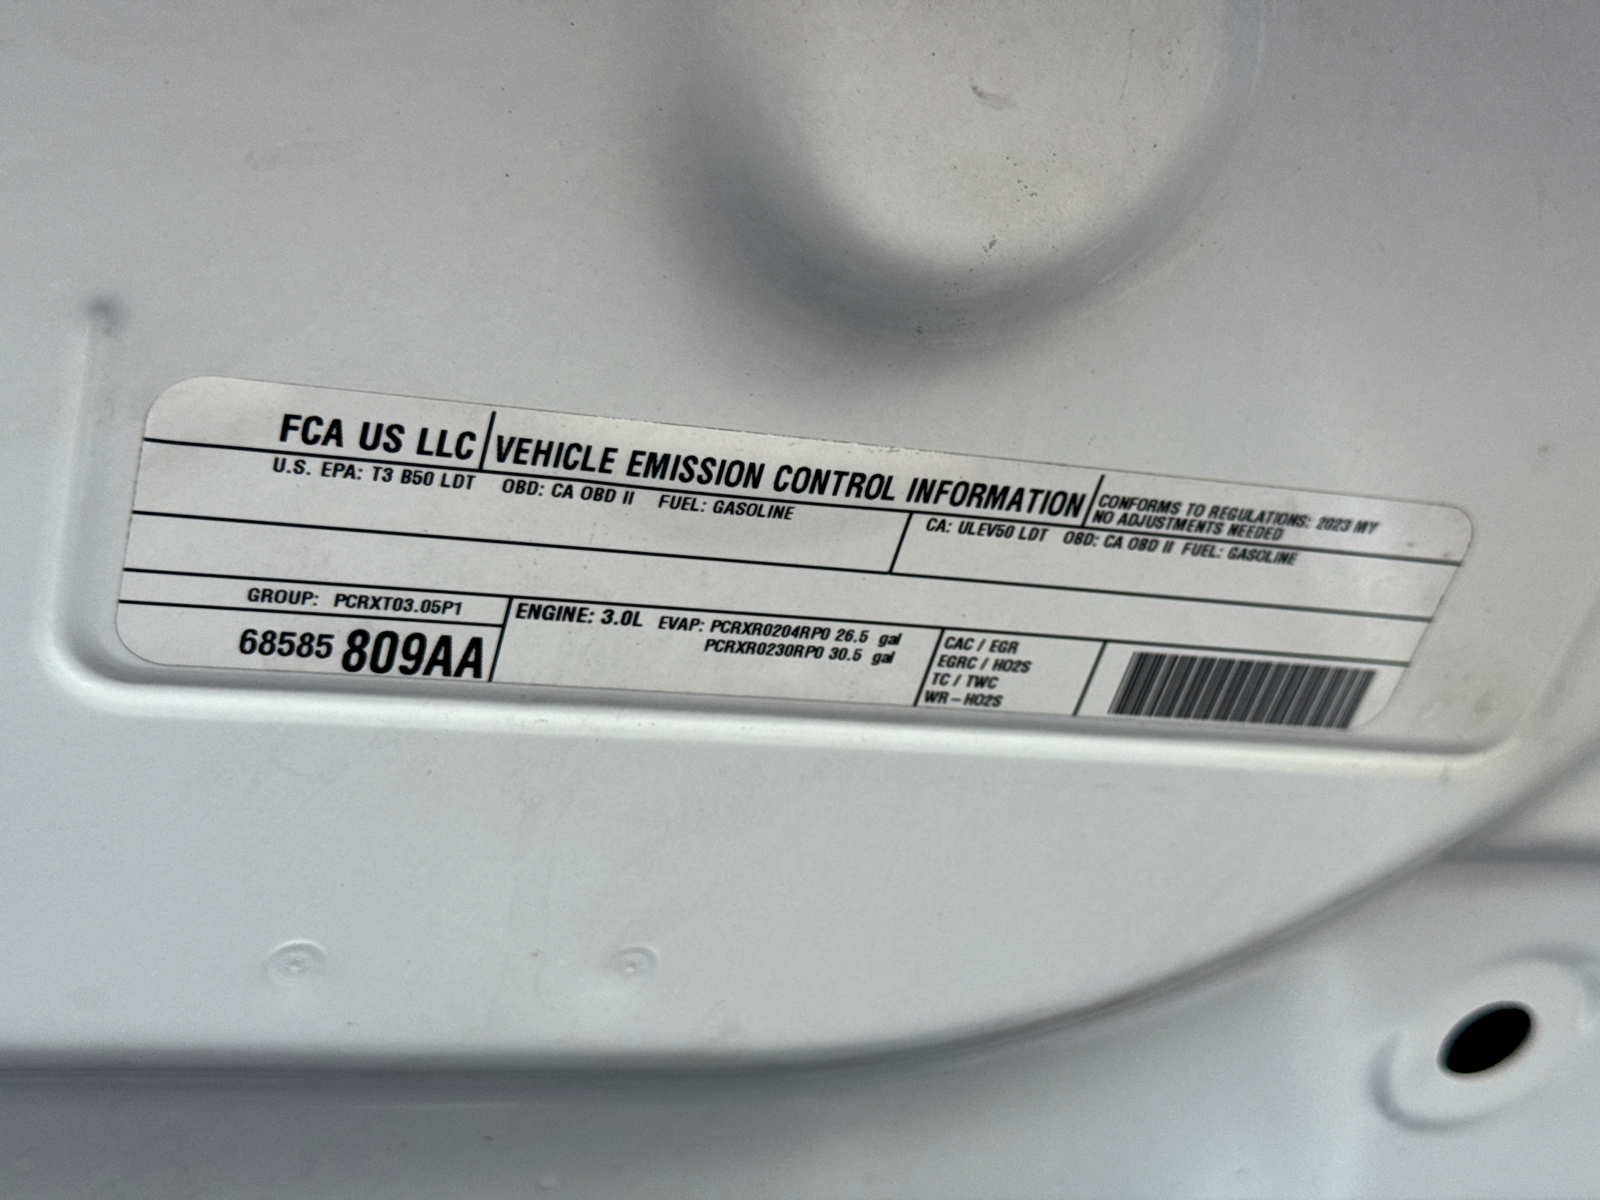 FCA US LLC
VEHICLE EMISSION CONTROL INFORMATION
CONFORMS TO REGULATIONS: 2023 MY
NO ADJUSTMENTS NEEDED
U.S. EPA: T3 B50 LDT OBD: CA OBD II FUEL: GASOLINE
CA: ULEV50 LDT OBD: CA OBD II FUEL: GASOLINE
GROUP: PCRXT03.05P1
68585 809AA
ENGINE: 3.0L EVAP: PCRXR0204RP0 26.5 gal
PCRXR0230RP0 30.5 gal
CAC / EGR
EGRC / HO2S
TC / TWC
WR-HO2S